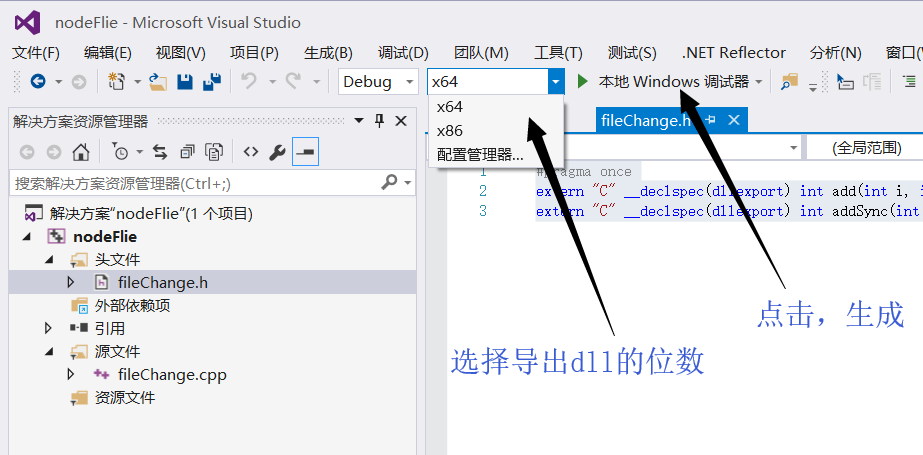 nodeFlie - Microsoft Visual Studio
文件(F) 编辑(E) 视图(V) 项目(P) 生成(B) 调试(D) 团队(M) 工具(T) 测试(S) .NET Reflector 分析(N) 窗口
Debug x64 本地 Windows 调试器
x64
x86
配置管理器...
解决方案资源管理器
搜索解决方案资源管理器(Ctrl+;)
解决方案"nodeFlie"(1 个项目)
nodeFlie
头文件
fileChange.h
外部依赖项
引用
源文件
fileChange.cpp
资源文件
fileChange.h
(全局范围)
1 #pragma once
2 extern "C" __declspec(dllexport) int add(int i, i
3 extern "C" __declspec(dllexport) int addSync(int
点击，生成
选择导出dll的位数